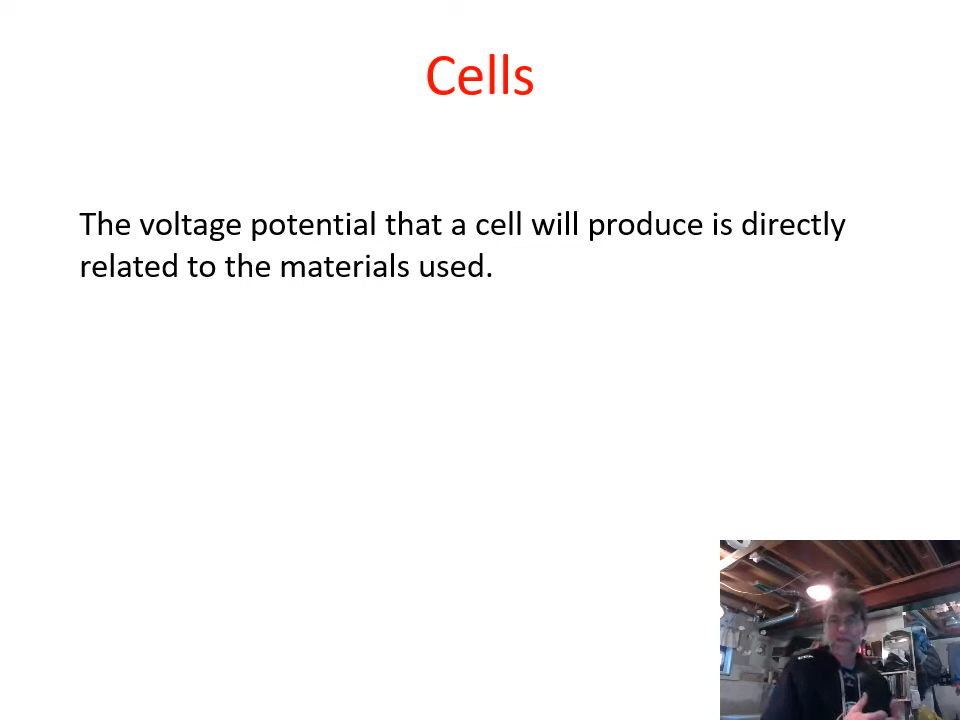 Cells
The voltage potential that a cell will produce is directly
related to the materials used.